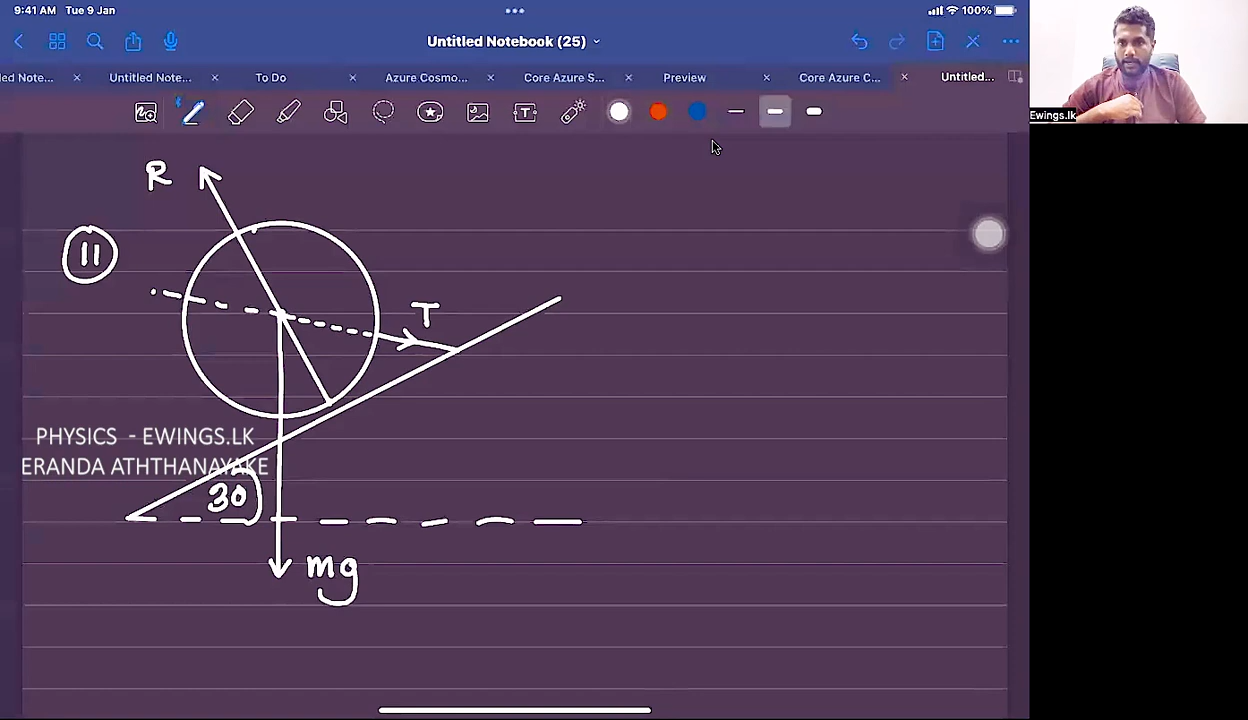 9:41 AM Tue 9 Jan
100%
Untitled Notebook (25)
led Note...
Untitled Note...
To Do
Azure Cosmo...
Core Azure S...
Preview
Core Azure C...
Untitled...
T
Ewings.lk
R
11
T
PHYSICS - EWINGS.LK
ERANDA ATHTHANAYAKE
30
mg